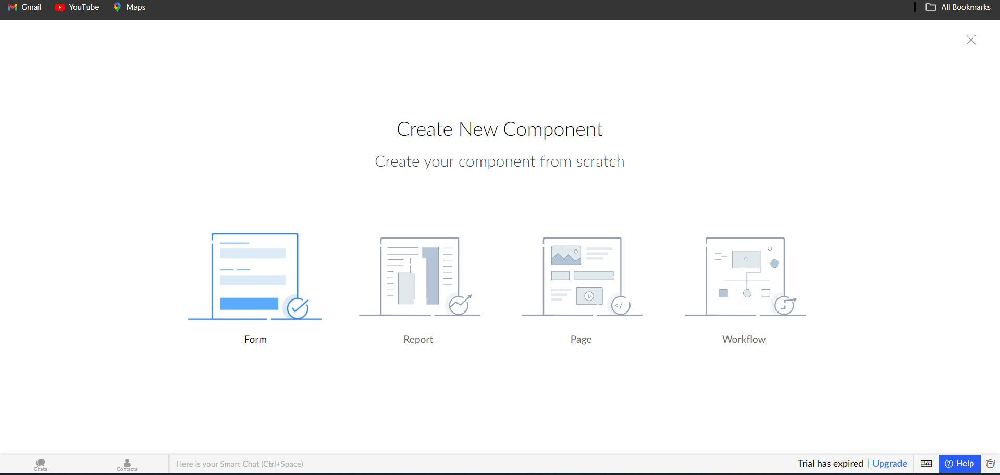 Gmail YouTube Maps All Bookmarks
Create New Component
Create your component from scratch
</>
Form Report Page Workflow
Chats Contacts Here is your Smart Chat (Ctrl+Space) Trial has expired | Upgrade ? Help